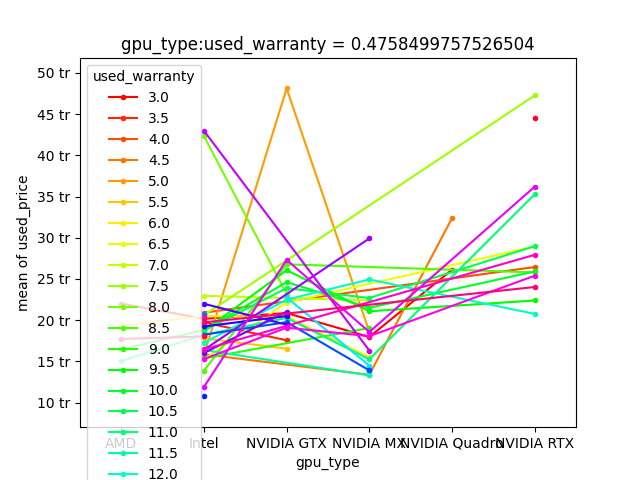 gpu_type:used_warranty = 0.4758499757526504
mean of used_price
50 tr
45 tr
40 tr
35 tr
30 tr
25 tr
20 tr
15 tr
10 tr
used_warranty
3.0
3.5
4.0
4.5
5.0
5.5
6.0
6.5
7.0
7.5
8.0
8.5
9.0
9.5
10.0
10.5
11.0
11.5
12.0
AMD Intel NVIDIA GTX NVIDIA MX NVIDIA Quadro NVIDIA RTX
gpu_type